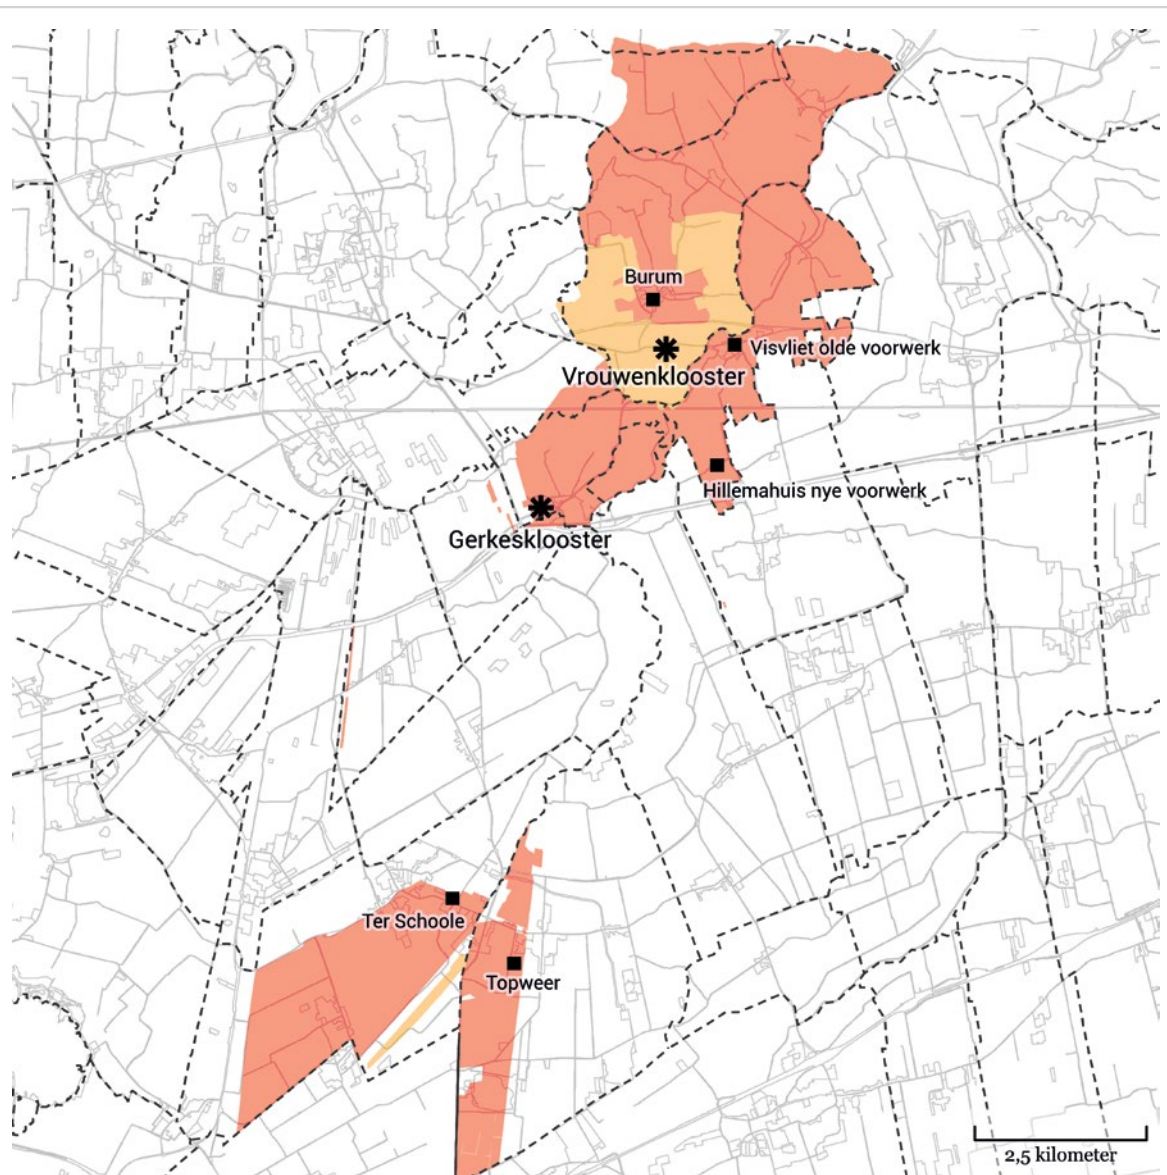 Burum
Visvliet olde voorwerk
Vrouwenklooster
Hillemahuis nye voorwerk
Gerkesklooster
Ter Schoole
Topweer
2,5 kilometer